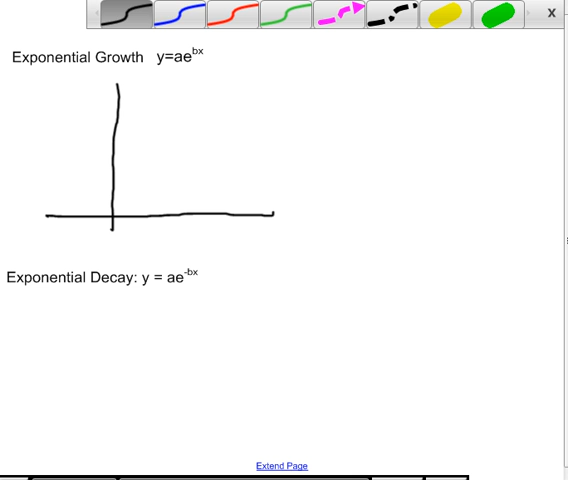 x
Exponential Growth y=ae^bx
Exponential Decay: y = ae^-bx
Extend Page